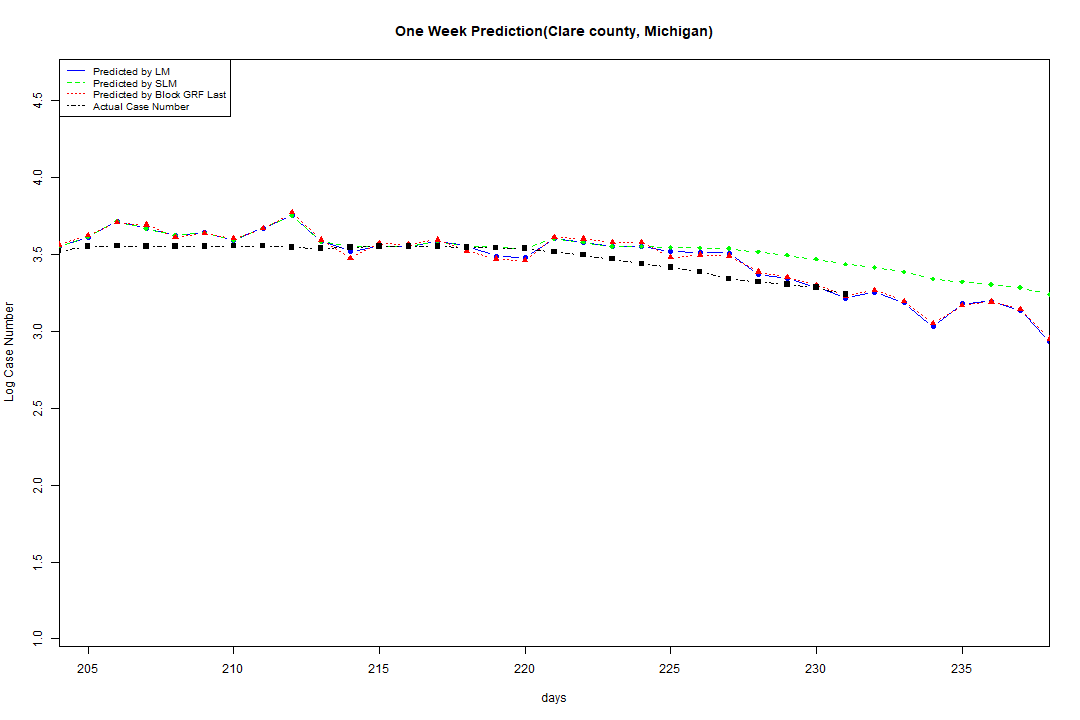 One Week Prediction(Clare county, Michigan)
Predicted by LM
Predicted by SLM
Predicted by Block GRF Last
Actual Case Number
4.5
4.0
3.5
3.0
2.5
2.0
1.5
1.0
Log Case Number
205 210 215 220 225 230 235
days